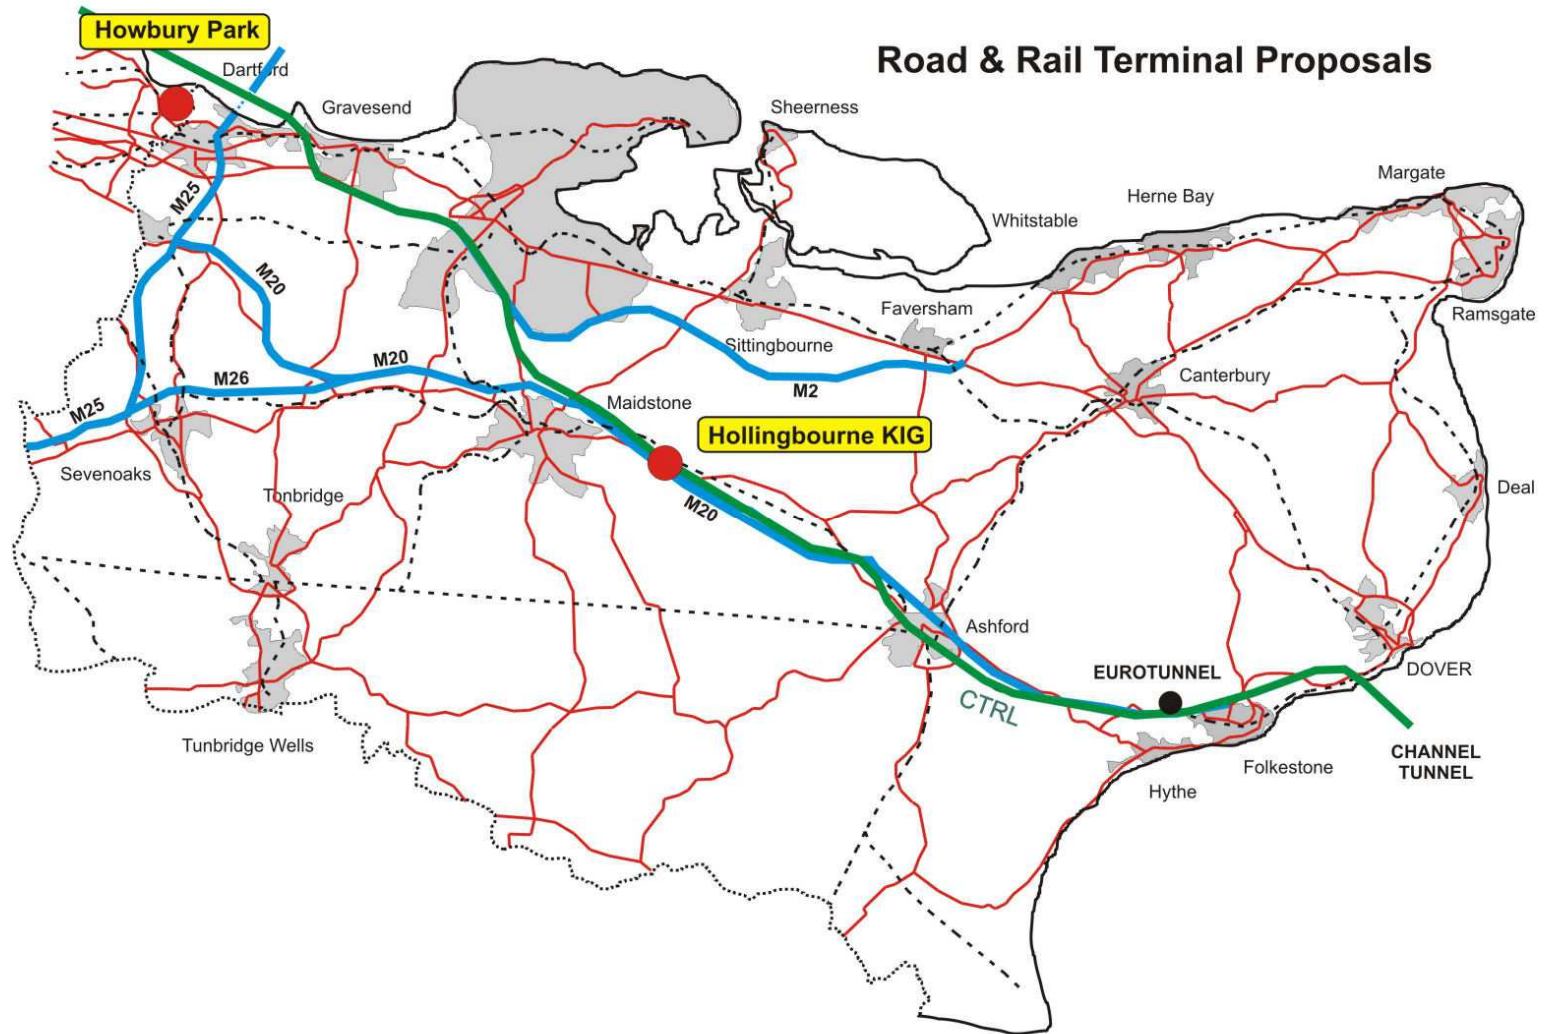 Howbury Park
Road & Rail Terminal Proposals
Dartford
Gravesend
Sheerness
Margate
Herne Bay
M25
Whitstable
M20
Faversham
Ramsgate
Sittingbourne
M20
M26
M2
Canterbury
M25
Maidstone
Hollingbourne KIG
Sevenoaks
Tonbridge
Deal
M20
Ashford
EUROTUNNEL
DOVER
CTRL
Tunbridge Wells
CHANNEL
TUNNEL
Folkestone
Hythe